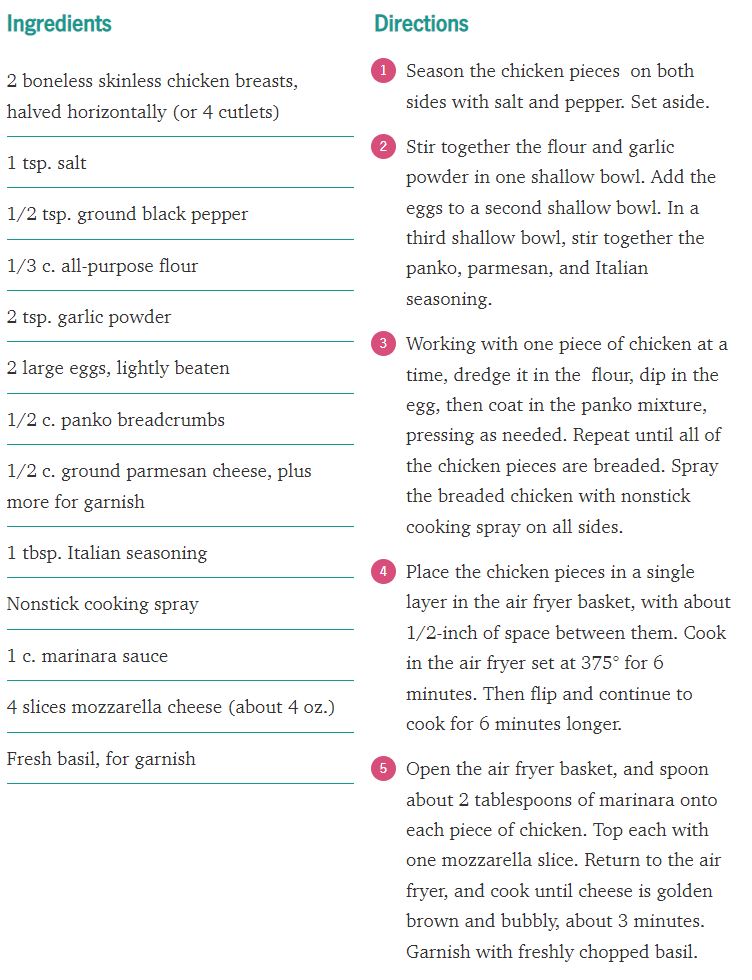 Ingredients
2 boneless skinless chicken breasts,
halved horizontally (or 4 cutlets)
1 tsp. salt
1/2 tsp. ground black pepper
1/3 c. all-purpose flour
2 tsp. garlic powder
2 large eggs, lightly beaten
1/2 c. panko breadcrumbs
1/2 c. ground parmesan cheese, plus
more for garnish
1 tbsp. Italian seasoning
Nonstick cooking spray
1 c. marinara sauce
4 slices mozzarella cheese (about 4 oz.)
Fresh basil, for garnish
Directions
1 Season the chicken pieces on both
sides with salt and pepper. Set aside.
2 Stir together the flour and garlic
powder in one shallow bowl. Add the
eggs to a second shallow bowl. In a
third shallow bowl, stir together the
panko, parmesan, and Italian
seasoning.
3 Working with one piece of chicken at a
time, dredge it in the flour, dip in the
egg, then coat in the panko mixture,
pressing as needed. Repeat until all of
the chicken pieces are breaded. Spray
the breaded chicken with nonstick
cooking spray on all sides.
4 Place the chicken pieces in a single
layer in the air fryer basket, with about
1/2-inch of space between them. Cook
in the air fryer set at 375° for 6
minutes. Then flip and continue to
cook for 6 minutes longer.
5 Open the air fryer basket, and spoon
about 2 tablespoons of marinara onto
each piece of chicken. Top each with
one mozzarella slice. Return to the air
fryer, and cook until cheese is golden
brown and bubbly, about 3 minutes.
Garnish with freshly chopped basil.